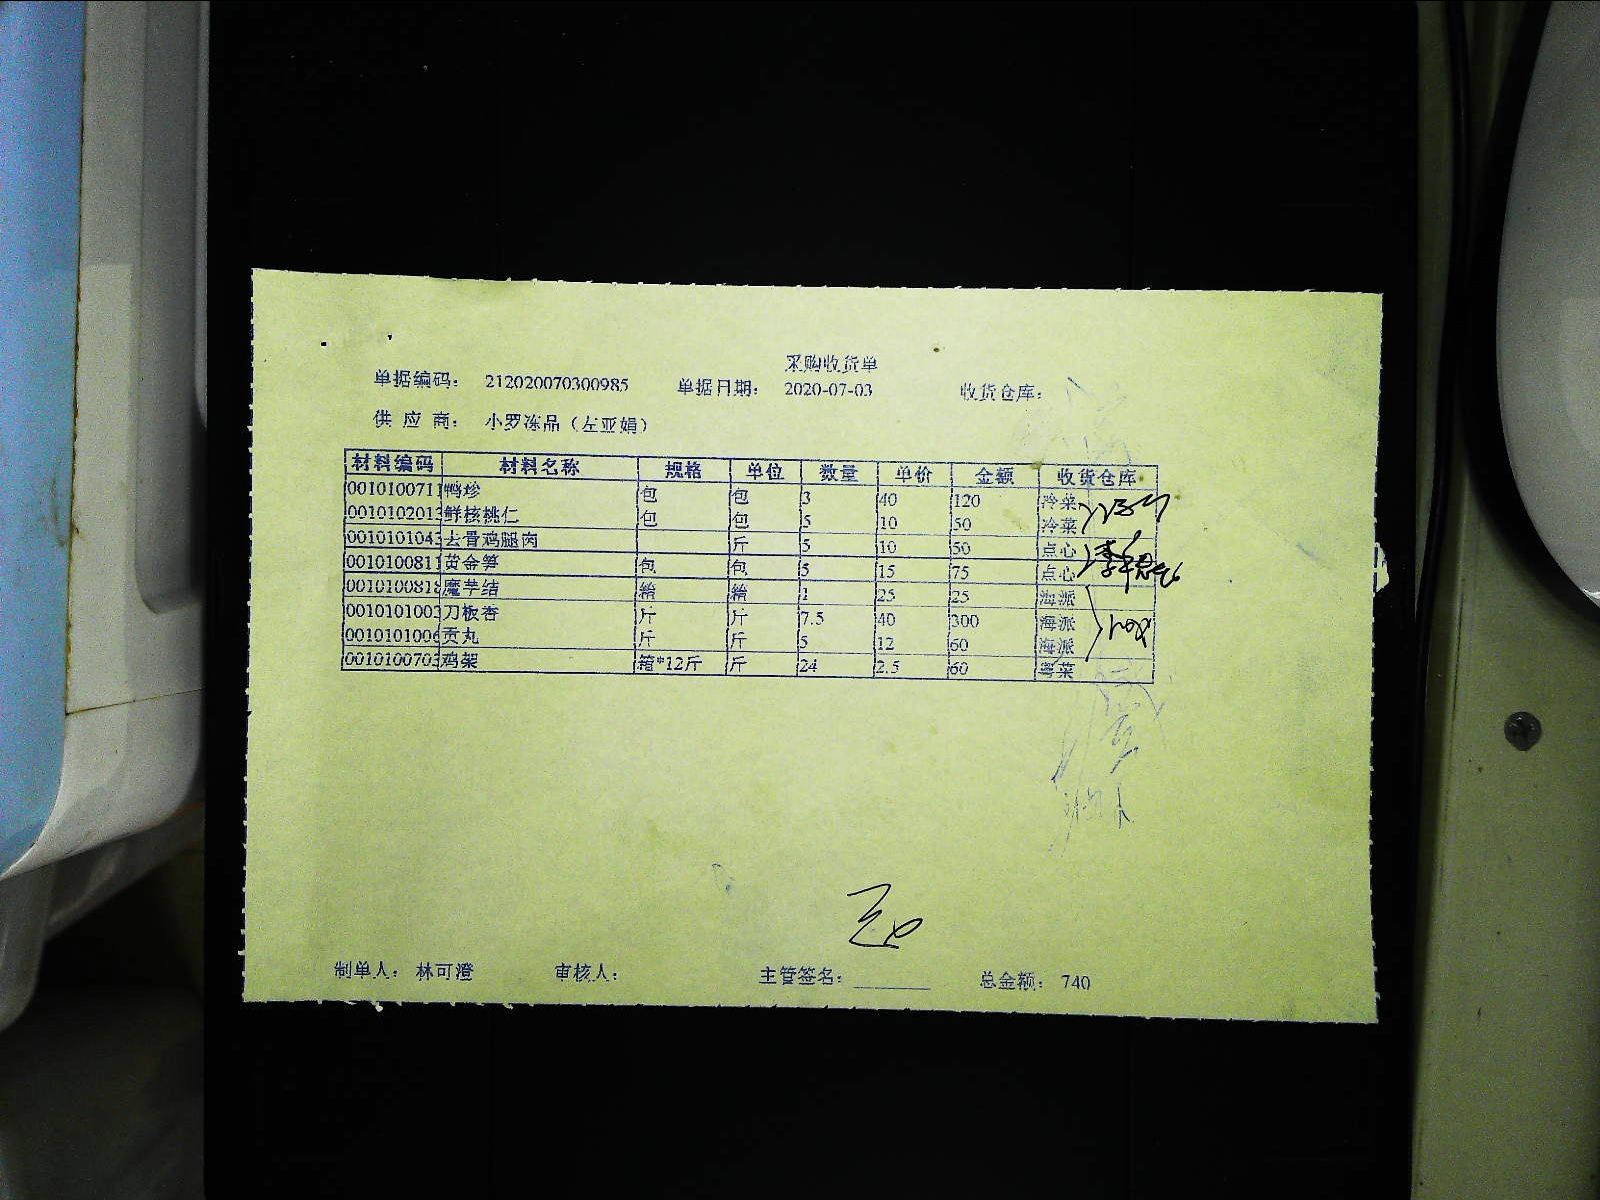 采购收货单
单据编码： 212020070300985 单据日期： 2020-07-03 收货仓库：
供 应 商： 小罗冻品（左亚娟）
材料编码 材料名称 规格 单位 数量 单价 金额 收货仓库
0010100711 鸭胗 包 包 3 40 120 冷菜
0010102013 鲜核桃仁 包 包 5 10 50 冷菜
0010101043 去骨鸡腿肉 斤 5 10 50 点心
0010100811 黄金笋 包 包 5 15 75 点心
0010100818 魔芋结 箱 箱 1 25 25 海派
0010101003 刀板香 斤 斤 7.5 40 300 海派
0010101006 贡丸 斤 斤 5 12 60 海派
0010100703 鸡架 箱*12斤 斤 24 2.5 60 粤菜
制单人： 林可澄 审核人： 主管签名： 总金额： 740